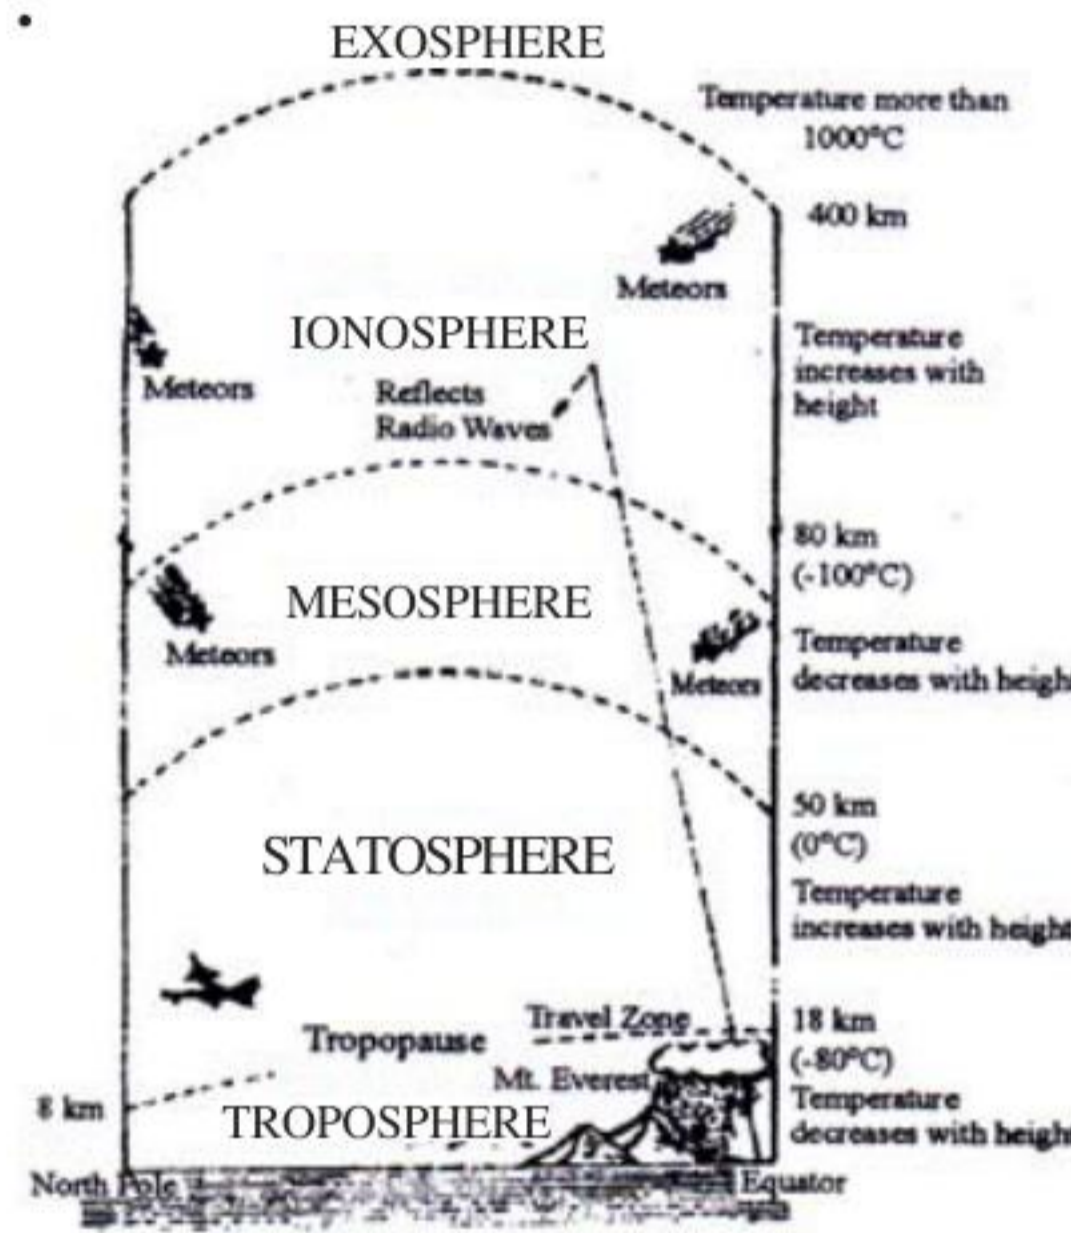 EXOSPHERE
Temperature more than
1000°C
400 km
Meteors
IONOSPHERE
Temperature
increases with
height
Meteors
Reflects
Radio Waves
80 km
(-100°C)
MESOSPHERE
Temperature
decreases with height
Meteors
Meteors
50 km
(0°C)
STATOSPHERE
Temperature
increases with height
Travel Zone
18 km
(-80°C)
Tropopause
Mt. Everest
Temperature
decreases with height
8 km
TROPOSPHERE
North Pole
Equator